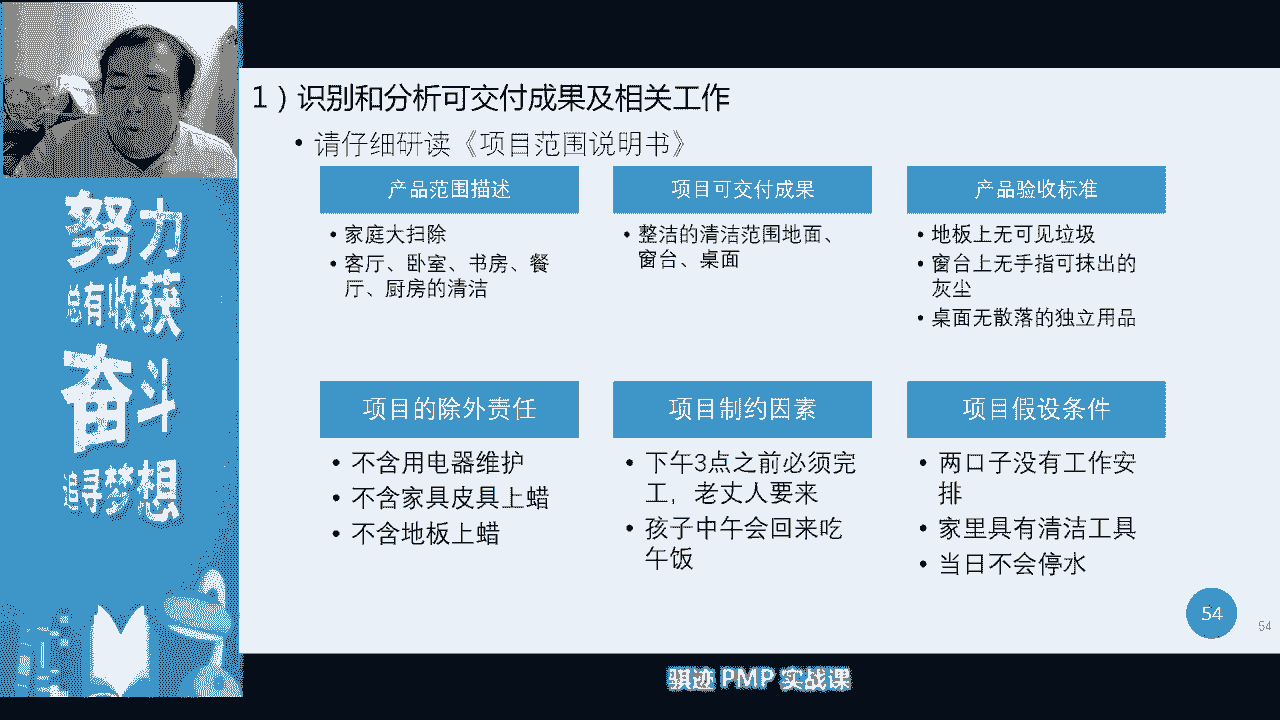 努力
总有收获
奋斗
追寻梦想
1）识别和分析可交付成果及相关工作
• 请仔细研读《项目范围说明书》
产品范围描述
• 家庭大扫除
• 客厅、卧室、书房、餐
厅、厨房的清洁
项目可交付成果
• 整洁的清洁范围地面、
窗台、桌面
产品验收标准
• 地板上无可见垃圾
• 窗台上无手指可抹出的
灰尘
• 桌面无散落的独立用品
项目的除外责任
• 不含用电器维护
• 不含家具皮具上蜡
• 不含地板上蜡
项目制约因素
• 下午3点之前必须完
工，老丈人要来
• 孩子中午会回来吃
午饭
项目假设条件
• 两口子没有工作安
排
• 家里具有清洁工具
• 当日不会停水
54
54
骐迹 PMP 实战课